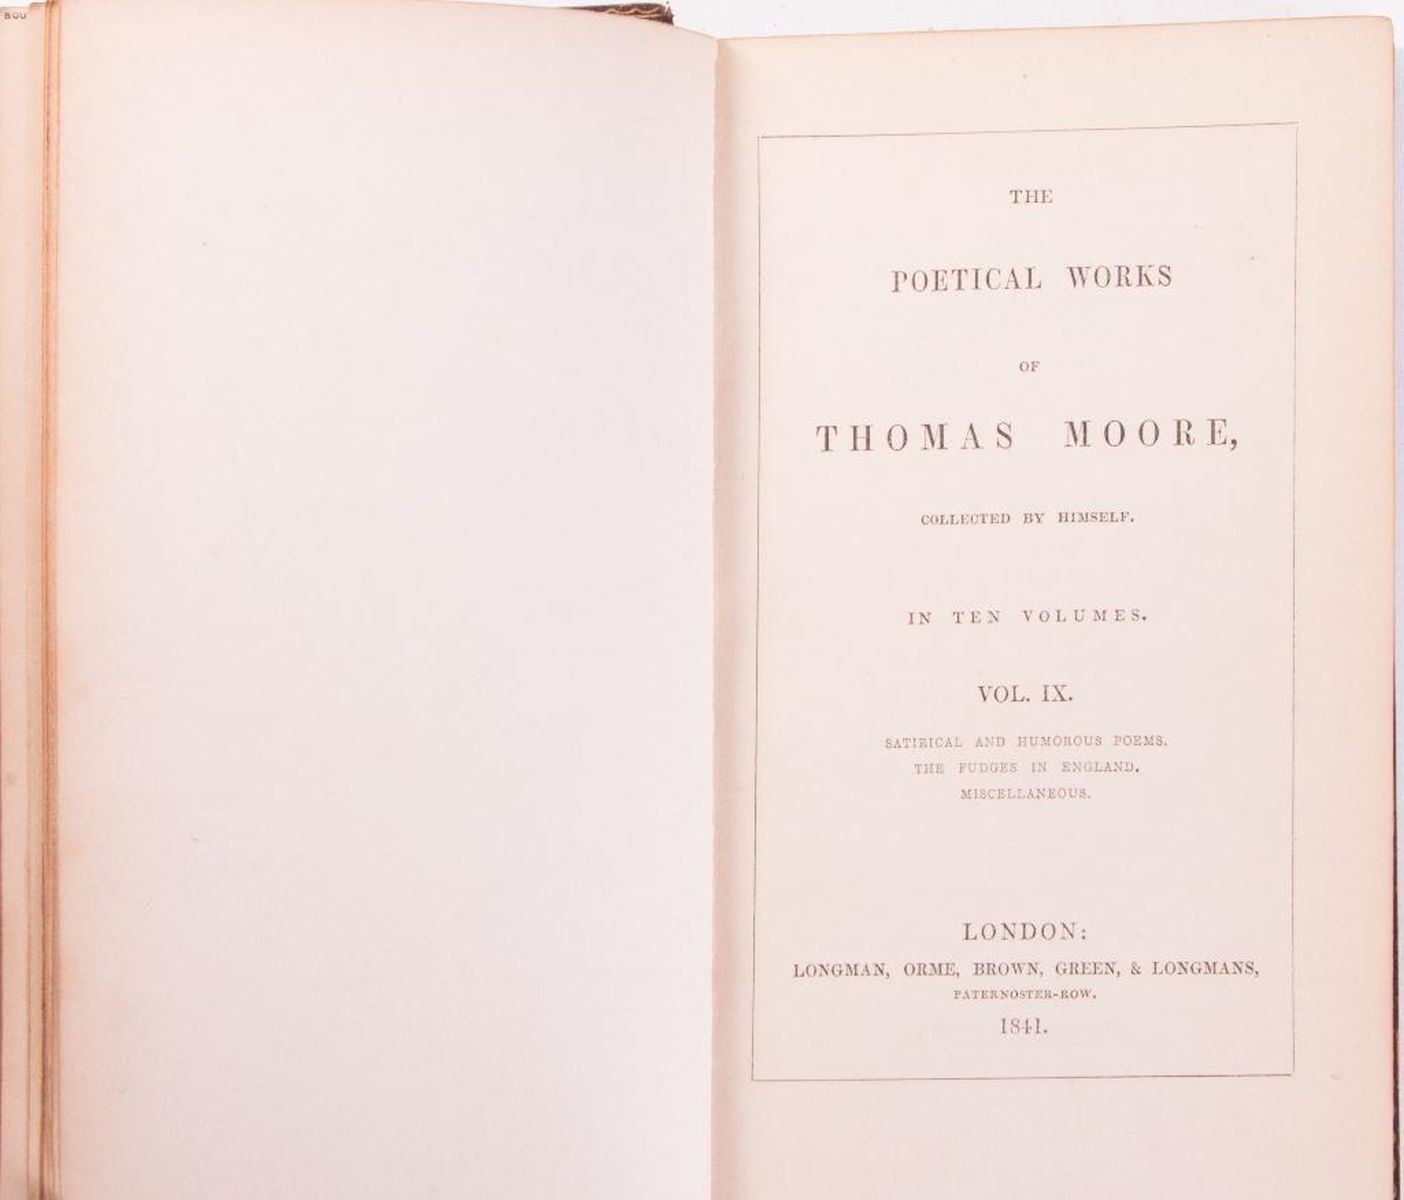 THE
POETICAL WORKS
OF
THOMAS MOORE,
COLLECTED BY HIMSELF.
IN TEN VOLUMES.
VOL. IX.
SATIRICAL AND HUMOROUS POEMS.
THE FUDGES IN ENGLAND.
MISCELLANEOUS.
LONDON:
LONGMAN, ORME, BROWN, GREEN, & LONGMANS,
PATERNOSTER-ROW.
1841.